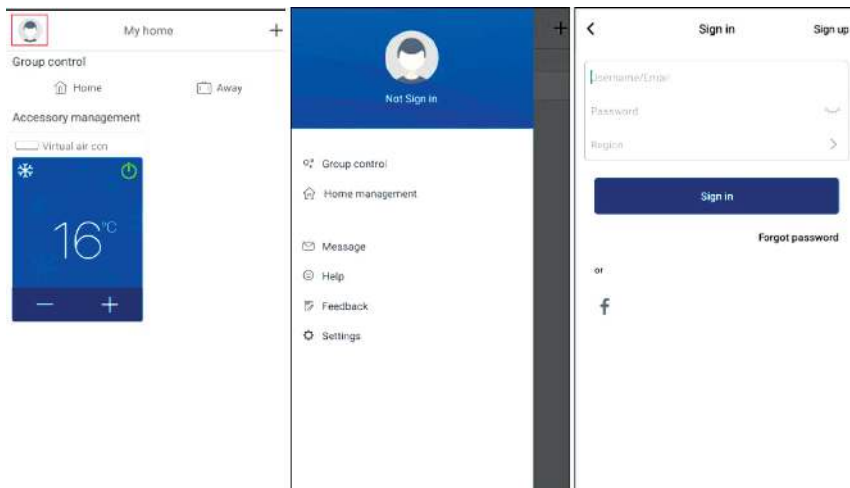 My home
+
Group control
Home
Away
Accessory management
Virtual air con
16°C
— +
+
Not Sign in
Group control
Home management
Message
Help
Feedback
Settings
Sign in
Sign up
Username/Email
Password
Region
Sign in
Forgot password
or
f